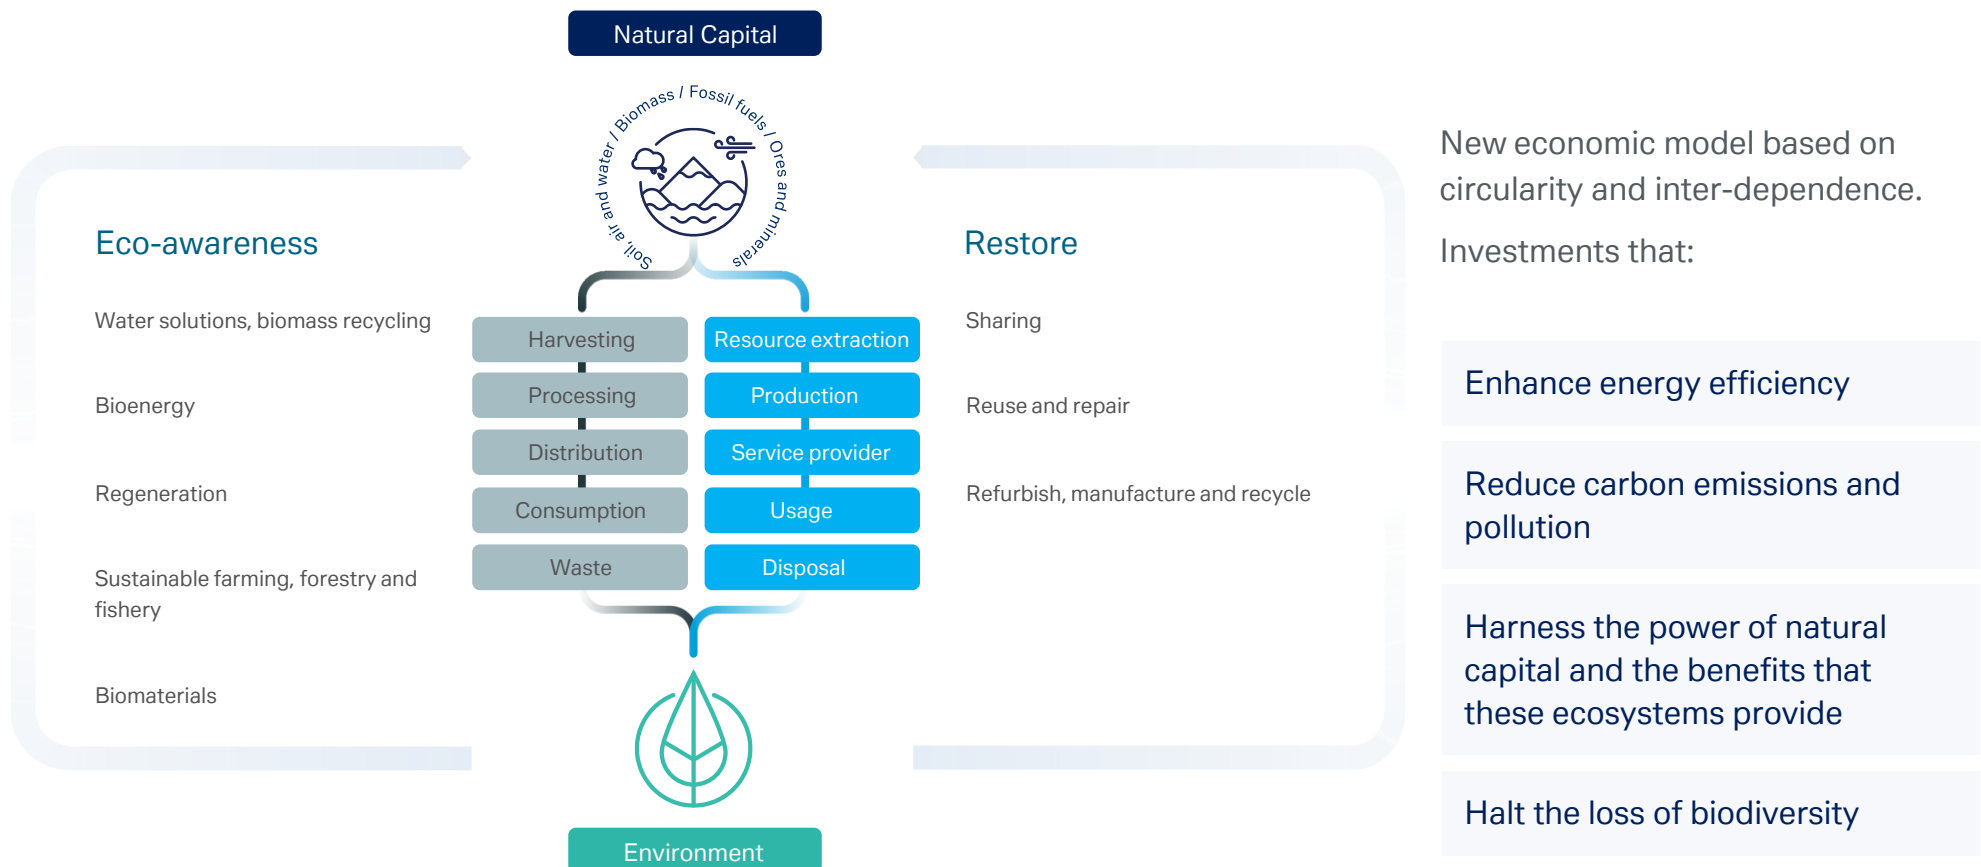 Natural Capital
Soil, air and water / Biomass / Fossil fuels / Ores and minerals
Eco-awareness
Water solutions, biomass recycling
Bioenergy
Regeneration
Sustainable farming, forestry and
fishery
Biomaterials
Harvesting
Processing
Distribution
Consumption
Waste
Resource extraction
Production
Service provider
Usage
Disposal
Restore
Sharing
Reuse and repair
Refurbish, manufacture and recycle
Environment
New economic model based on
circularity and inter-dependence.
Investments that:
Enhance energy efficiency
Reduce carbon emissions and
pollution
Harness the power of natural
capital and the benefits that
these ecosystems provide
Halt the loss of biodiversity